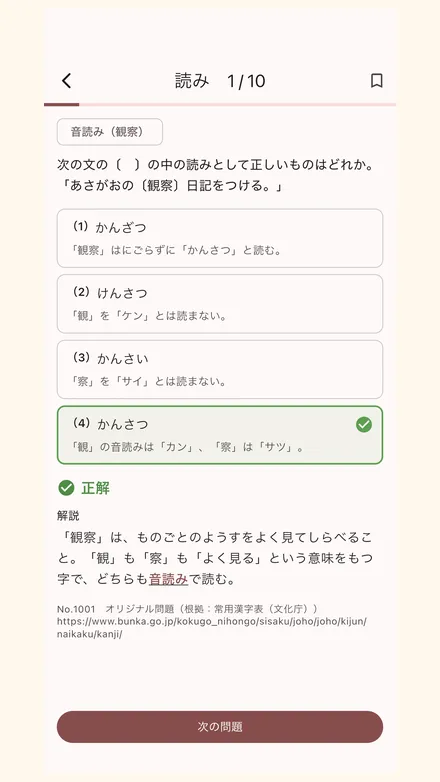 読み 1/10
音読み（観察）
次の文の〔　〕の中の読みとして正しいものはどれか。
「あさがおの〔観察〕日記をつける。」
(1) かんざつ
「観察」はにごらずに「かんさつ」と読む。
(2) けんさつ
「観」を「ケン」とは読まない。
(3) かんさい
「察」を「サイ」とは読まない。
(4) かんさつ
「観」の音読みは「カン」、「察」は「サツ」。
正解
解説
「観察」は、ものごとのようすをよく見てしらべるこ
と。「観」も「察」も「よく見る」という意味をもつ
字で、どちらも音読みで読む。
No.1001　オリジナル問題（根拠：常用漢字表（文化庁））
https://www.bunka.go.jp/kokugo_nihongo/sisaku/joho/joho/kijun/
naikaku/kanji/
次の問題